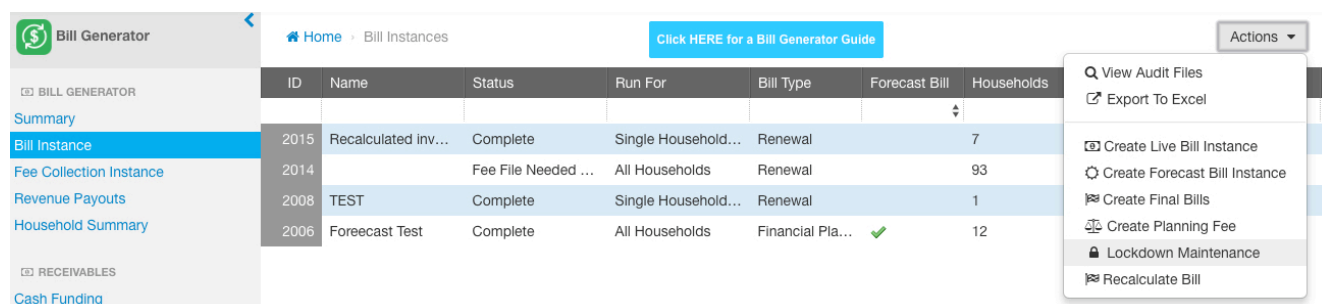 Bill Generator
Home › Bill Instances
Click HERE for a Bill Generator Guide
Actions
BILL GENERATOR
Summary
Bill Instance
Fee Collection Instance
Revenue Payouts
Household Summary
RECEIVABLES
Cash Funding
ID Name Status Run For Bill Type Forecast Bill Households
2015 Recalculated inv... Complete Single Household... Renewal 7
2014 Fee File Needed ... All Households Renewal 93
2008 TEST Complete Single Household... Renewal 1
2006 Foreecast Test Complete All Households Financial Pla... 12
View Audit Files
Export To Excel
Create Live Bill Instance
Create Forecast Bill Instance
Create Final Bills
Create Planning Fee
Lockdown Maintenance
Recalculate Bill